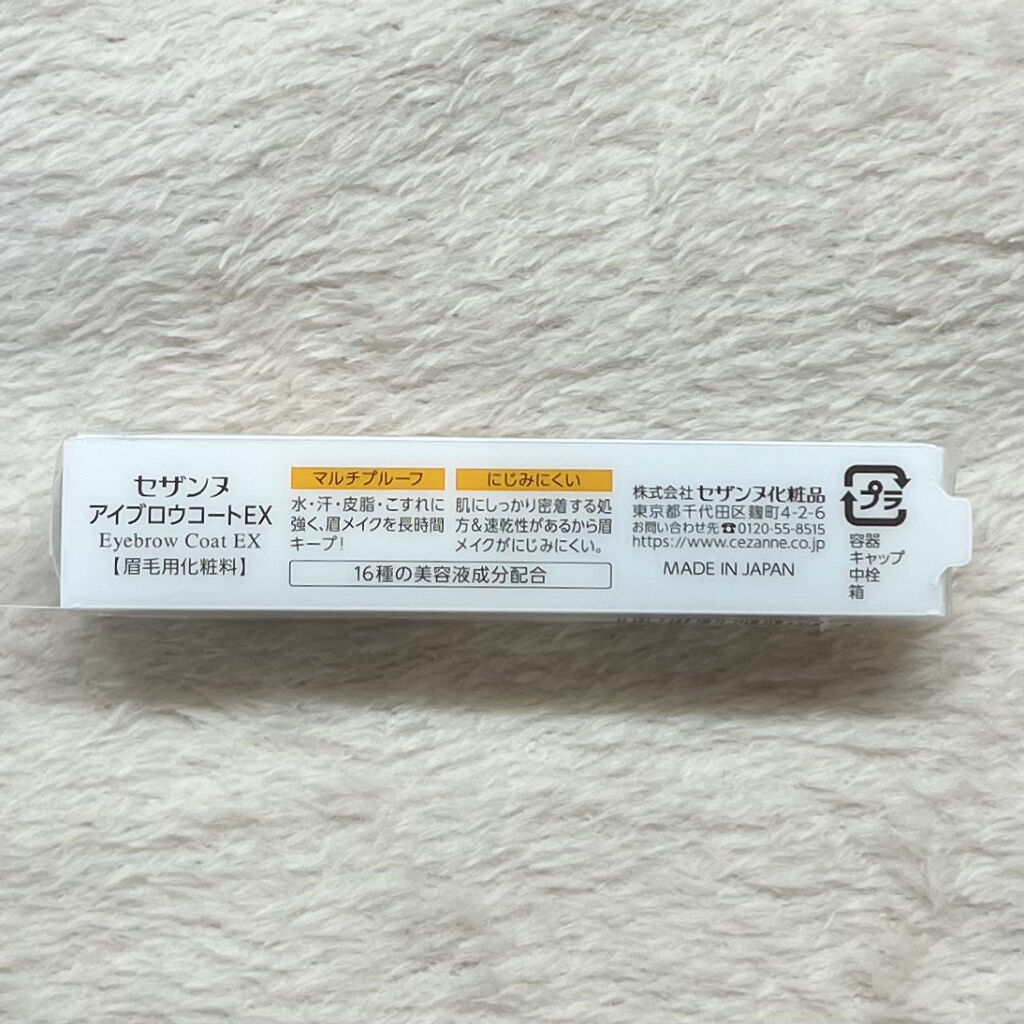 セザンヌ
アイブロウコートEX
Eyebrow Coat EX
【眉毛用化粧料】
マルチプルーフ
水・汗・皮脂・こすれに
強く、眉メイクを長時間
キープ!
にじみにくい
肌にしっかり密着する処
方&速乾性があるから眉
メイクがにじみにくい。
16種の美容液成分配合
株式会社 セザンヌ化粧品
東京都千代田区麹町4-2-6
お問い合わせ先☎0120-55-8515
https://www.cezanne.co.jp
MADE IN JAPAN
プラ
容器
キャップ
中栓
箱